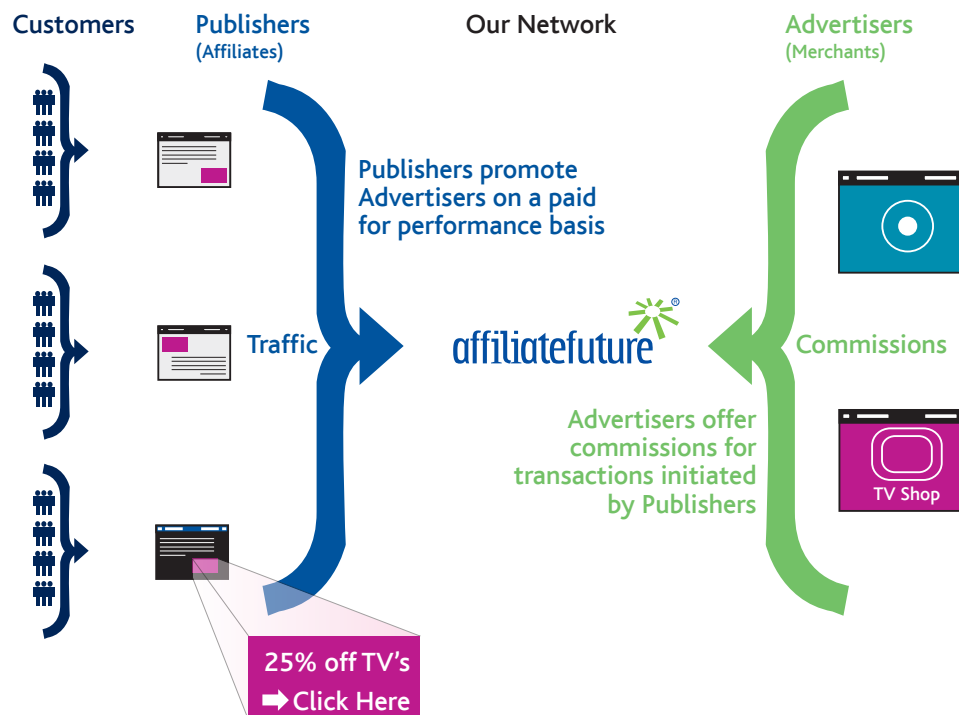 Customers
Publishers
(Affiliates)
Our Network
Advertisers
(Merchants)
Publishers promote
Advertisers on a paid
for performance basis
Traffic
affiliatefuture®
Commissions
Advertisers offer
commissions for
transactions initiated
by Publishers
TV Shop
25% off TV's
Click Here